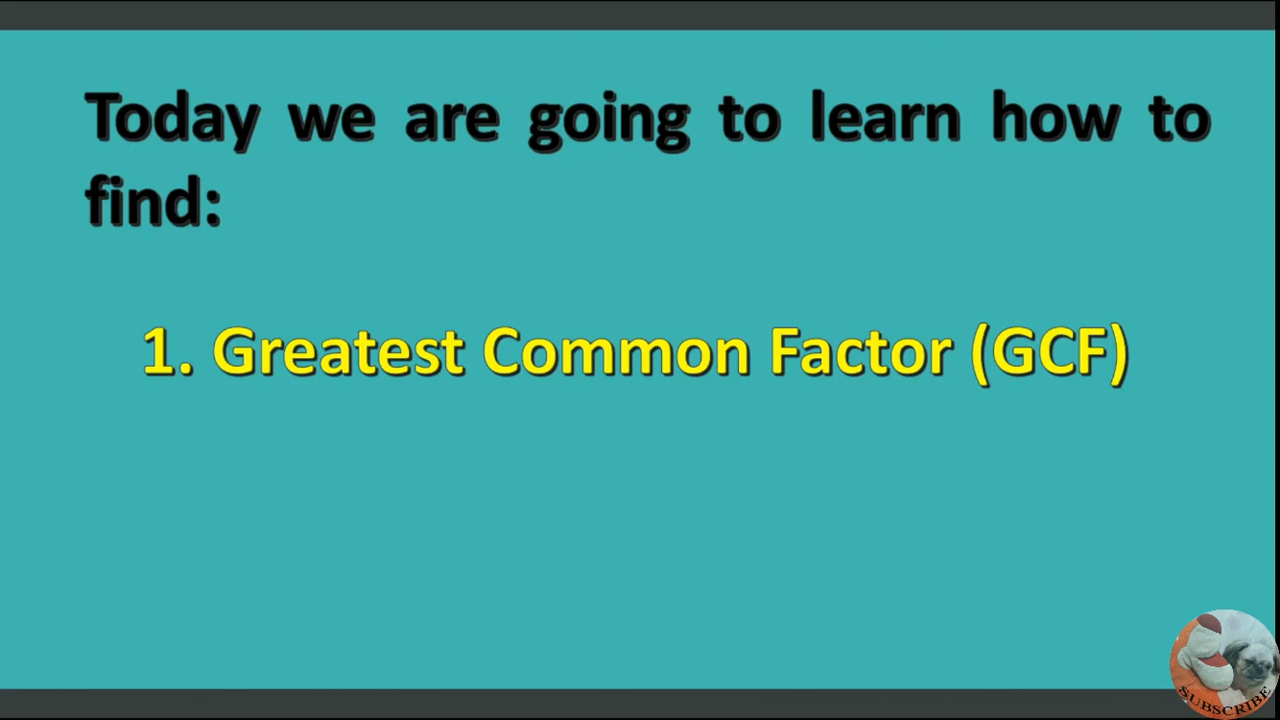 Today we are going to learn how to
find:
1. Greatest Common Factor (GCF)
SUBSCRIBE